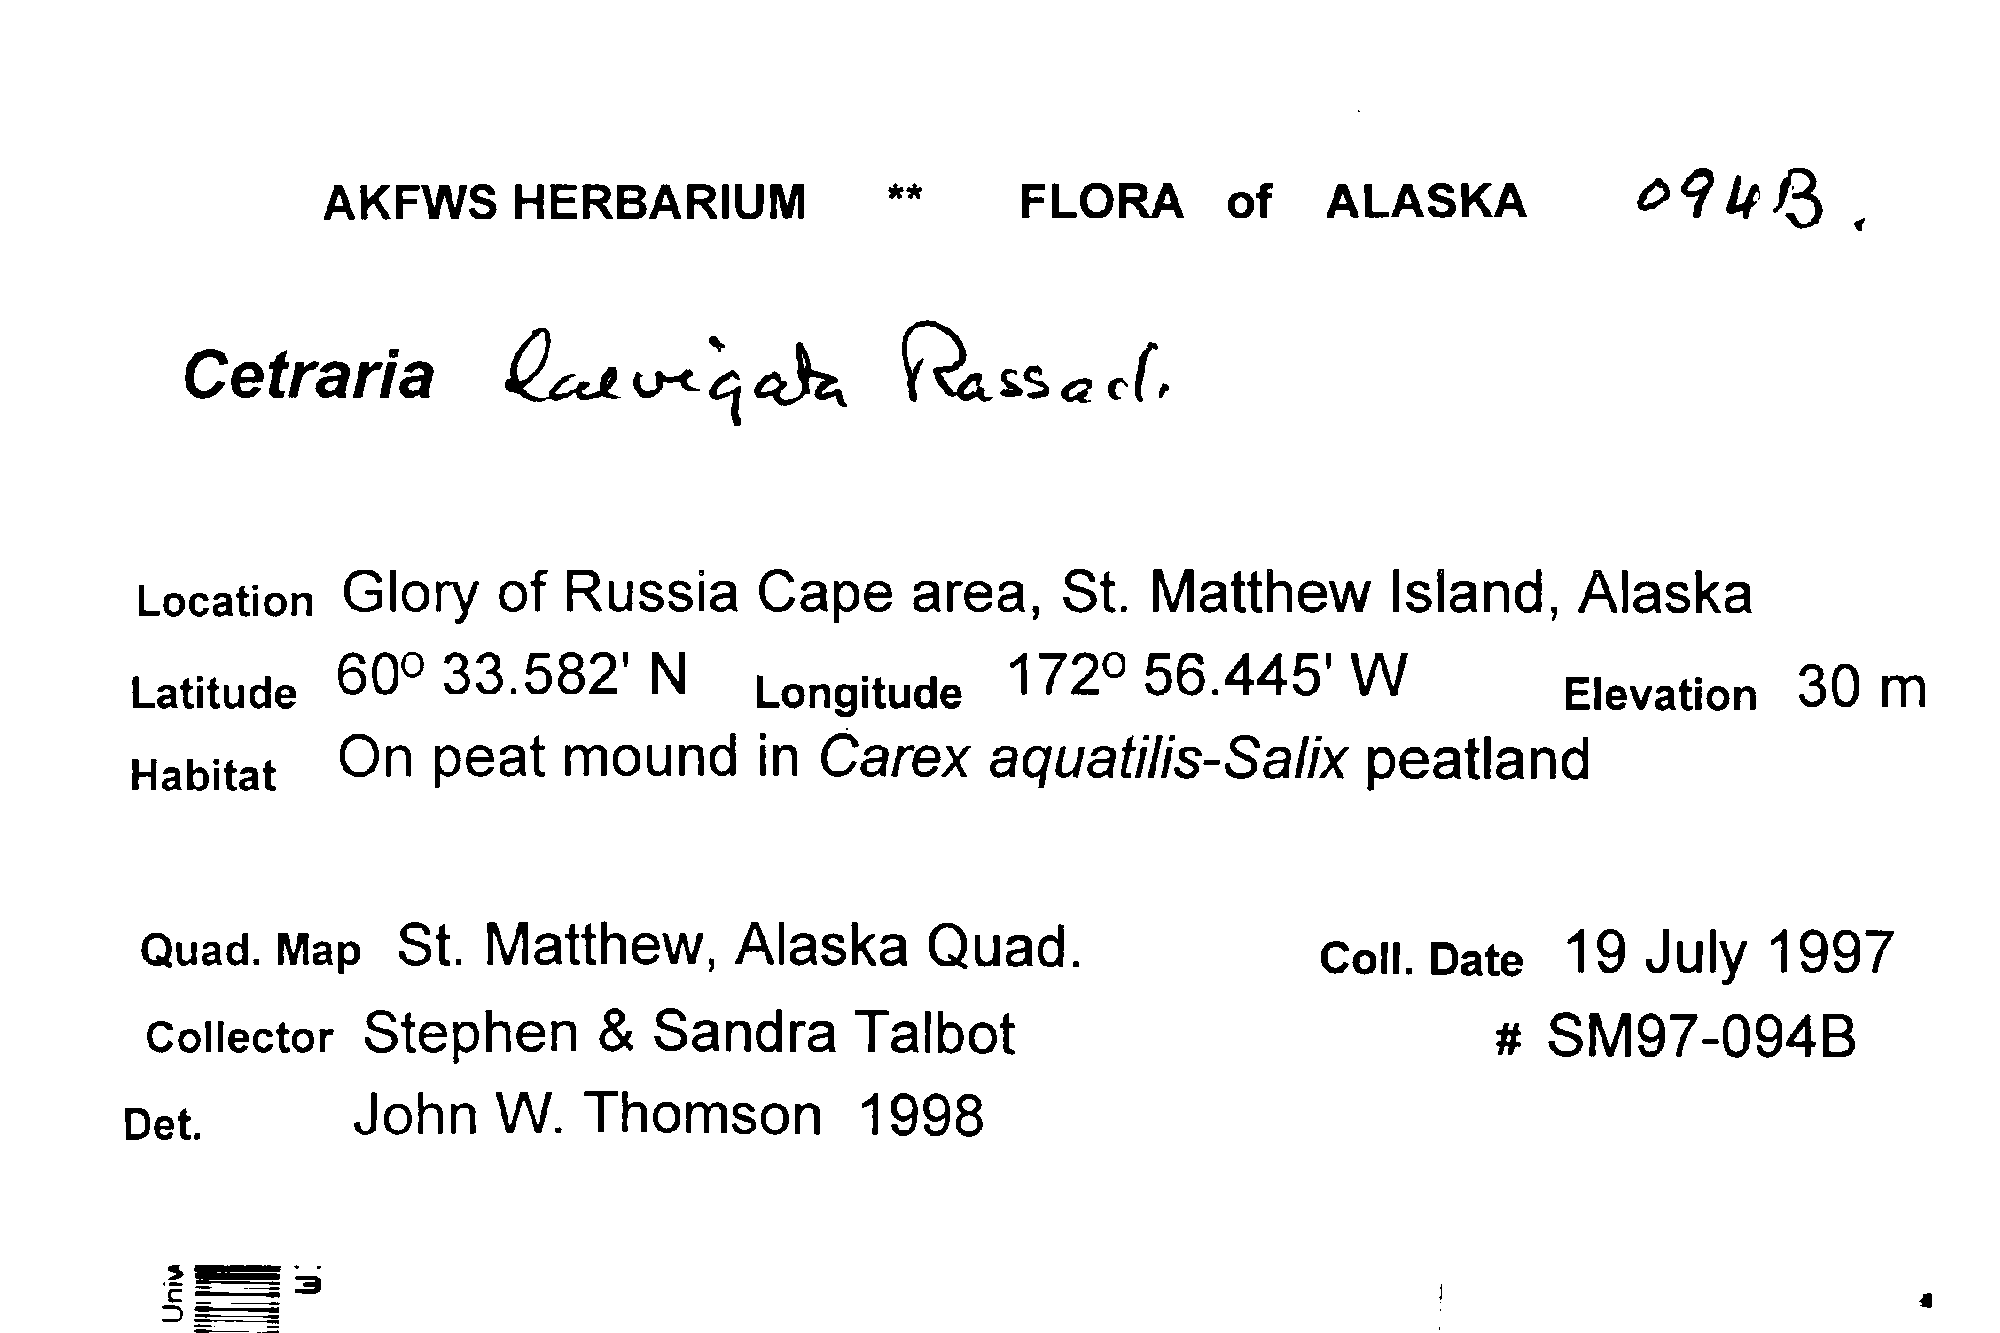 AKFWS HERBARIUM ** FLORA of ALASKA 094B.
Cetraria laevigata Rassad.
Location Glory of Russia Cape area, St. Matthew Island, Alaska
Latitude 60º 33.582' N Longitude 172º 56.445' W Elevation 30 m
Habitat On peat mound in Carex aquatilis-Salix peatland
Quad. Map St. Matthew, Alaska Quad. Coll. Date 19 July 1997
Collector Stephen & Sandra Talbot # SM97-094B
Det. John W. Thomson 1998
Univ